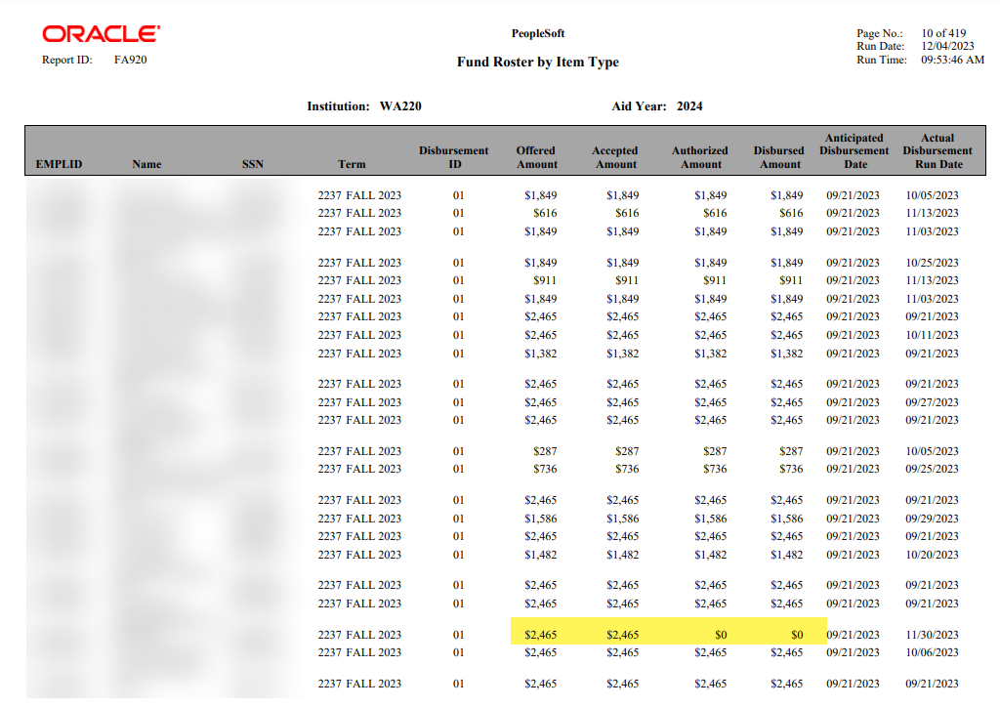 ORACLE
PeopleSoft
Page No.: 10 of 419
Run Date: 12/04/2023
Report ID: FA920
Fund Roster by Item Type
Run Time: 09:53:46 AM
Institution: WA220 Aid Year: 2024
EMPLID Name SSN Term Disbursement ID Offered Amount Accepted Amount Authorized Amount Disbursed Amount Anticipated Disbursement Date Actual Disbursement Run Date
2237 FALL 2023 01 $1,849 $1,849 $1,849 $1,849 09/21/2023 10/05/2023
2237 FALL 2023 01 $616 $616 $616 $616 09/21/2023 11/13/2023
2237 FALL 2023 01 $1,849 $1,849 $1,849 $1,849 09/21/2023 11/03/2023
2237 FALL 2023 01 $1,849 $1,849 $1,849 $1,849 09/21/2023 10/25/2023
2237 FALL 2023 01 $911 $911 $911 $911 09/21/2023 11/13/2023
2237 FALL 2023 01 $1,849 $1,849 $1,849 $1,849 09/21/2023 11/03/2023
2237 FALL 2023 01 $2,465 $2,465 $2,465 $2,465 09/21/2023 09/21/2023
2237 FALL 2023 01 $2,465 $2,465 $2,465 $2,465 09/21/2023 10/11/2023
2237 FALL 2023 01 $1,382 $1,382 $1,382 $1,382 09/21/2023 09/21/2023
2237 FALL 2023 01 $2,465 $2,465 $2,465 $2,465 09/21/2023 09/21/2023
2237 FALL 2023 01 $2,465 $2,465 $2,465 $2,465 09/21/2023 09/27/2023
2237 FALL 2023 01 $2,465 $2,465 $2,465 $2,465 09/21/2023 09/21/2023
2237 FALL 2023 01 $287 $287 $287 $287 09/21/2023 10/05/2023
2237 FALL 2023 01 $736 $736 $736 $736 09/21/2023 09/25/2023
2237 FALL 2023 01 $2,465 $2,465 $2,465 $2,465 09/21/2023 09/21/2023
2237 FALL 2023 01 $1,586 $1,586 $1,586 $1,586 09/21/2023 09/29/2023
2237 FALL 2023 01 $2,465 $2,465 $2,465 $2,465 09/21/2023 09/21/2023
2237 FALL 2023 01 $1,482 $1,482 $1,482 $1,482 09/21/2023 10/20/2023
2237 FALL 2023 01 $2,465 $2,465 $2,465 $2,465 09/21/2023 09/21/2023
2237 FALL 2023 01 $2,465 $2,465 $2,465 $2,465 09/21/2023 09/21/2023
2237 FALL 2023 01 $2,465 $2,465 $0 $0 09/21/2023 11/30/2023
2237 FALL 2023 01 $2,465 $2,465 $2,465 $2,465 09/21/2023 10/06/2023
2237 FALL 2023 01 $2,465 $2,465 $2,465 $2,465 09/21/2023 09/21/2023